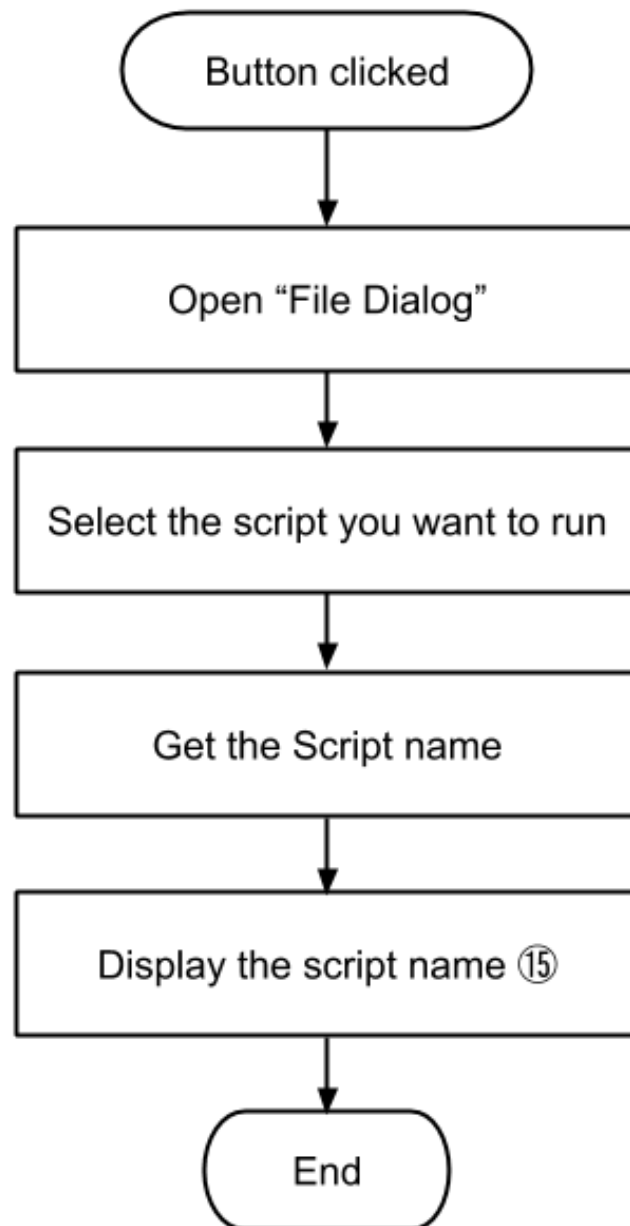 Button clicked
Open “File Dialog”
Select the script you want to run
Get the Script name
Display the script name ⑮
End